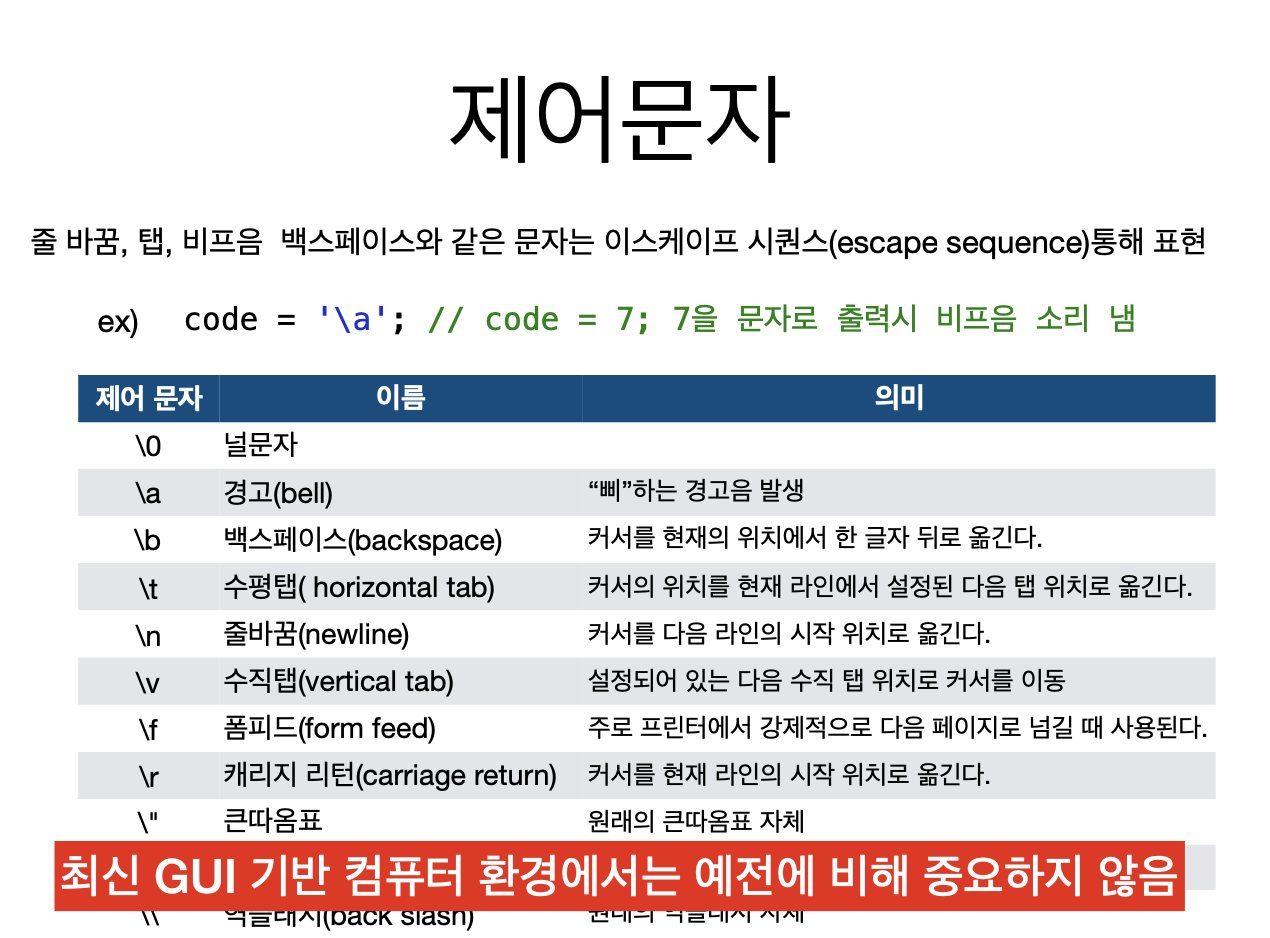 제어문자
줄 바꿈, 탭, 비프음 백스페이스와 같은 문자는 이스케이프 시퀀스(escape sequence)통해 표현
ex) code = '\a'; // code = 7; 7을 문자로 출력시 비프음 소리 냄
제어 문자 이름 의미
\0 널문자
\a 경고(bell) “삐”하는 경고음 발생
\b 백스페이스(backspace) 커서를 현재의 위치에서 한 글자 뒤로 옮긴다.
\t 수평탭( horizontal tab) 커서의 위치를 현재 라인에서 설정된 다음 탭 위치로 옮긴다.
\n 줄바꿈(newline) 커서를 다음 라인의 시작 위치로 옮긴다.
\v 수직탭(vertical tab) 설정되어 있는 다음 수직 탭 위치로 커서를 이동
\f 폼피드(form feed) 주로 프린터에서 강제적으로 다음 페이지로 넘길 때 사용된다.
\r 캐리지 리턴(carriage return) 커서를 현재 라인의 시작 위치로 옮긴다.
\" 큰따옴표 원래의 큰따옴표 자체
최신 GUI 기반 컴퓨터 환경에서는 예전에 비해 중요하지 않음
\\ 역슬래시(back slash) 원래의 역슬래시 자체